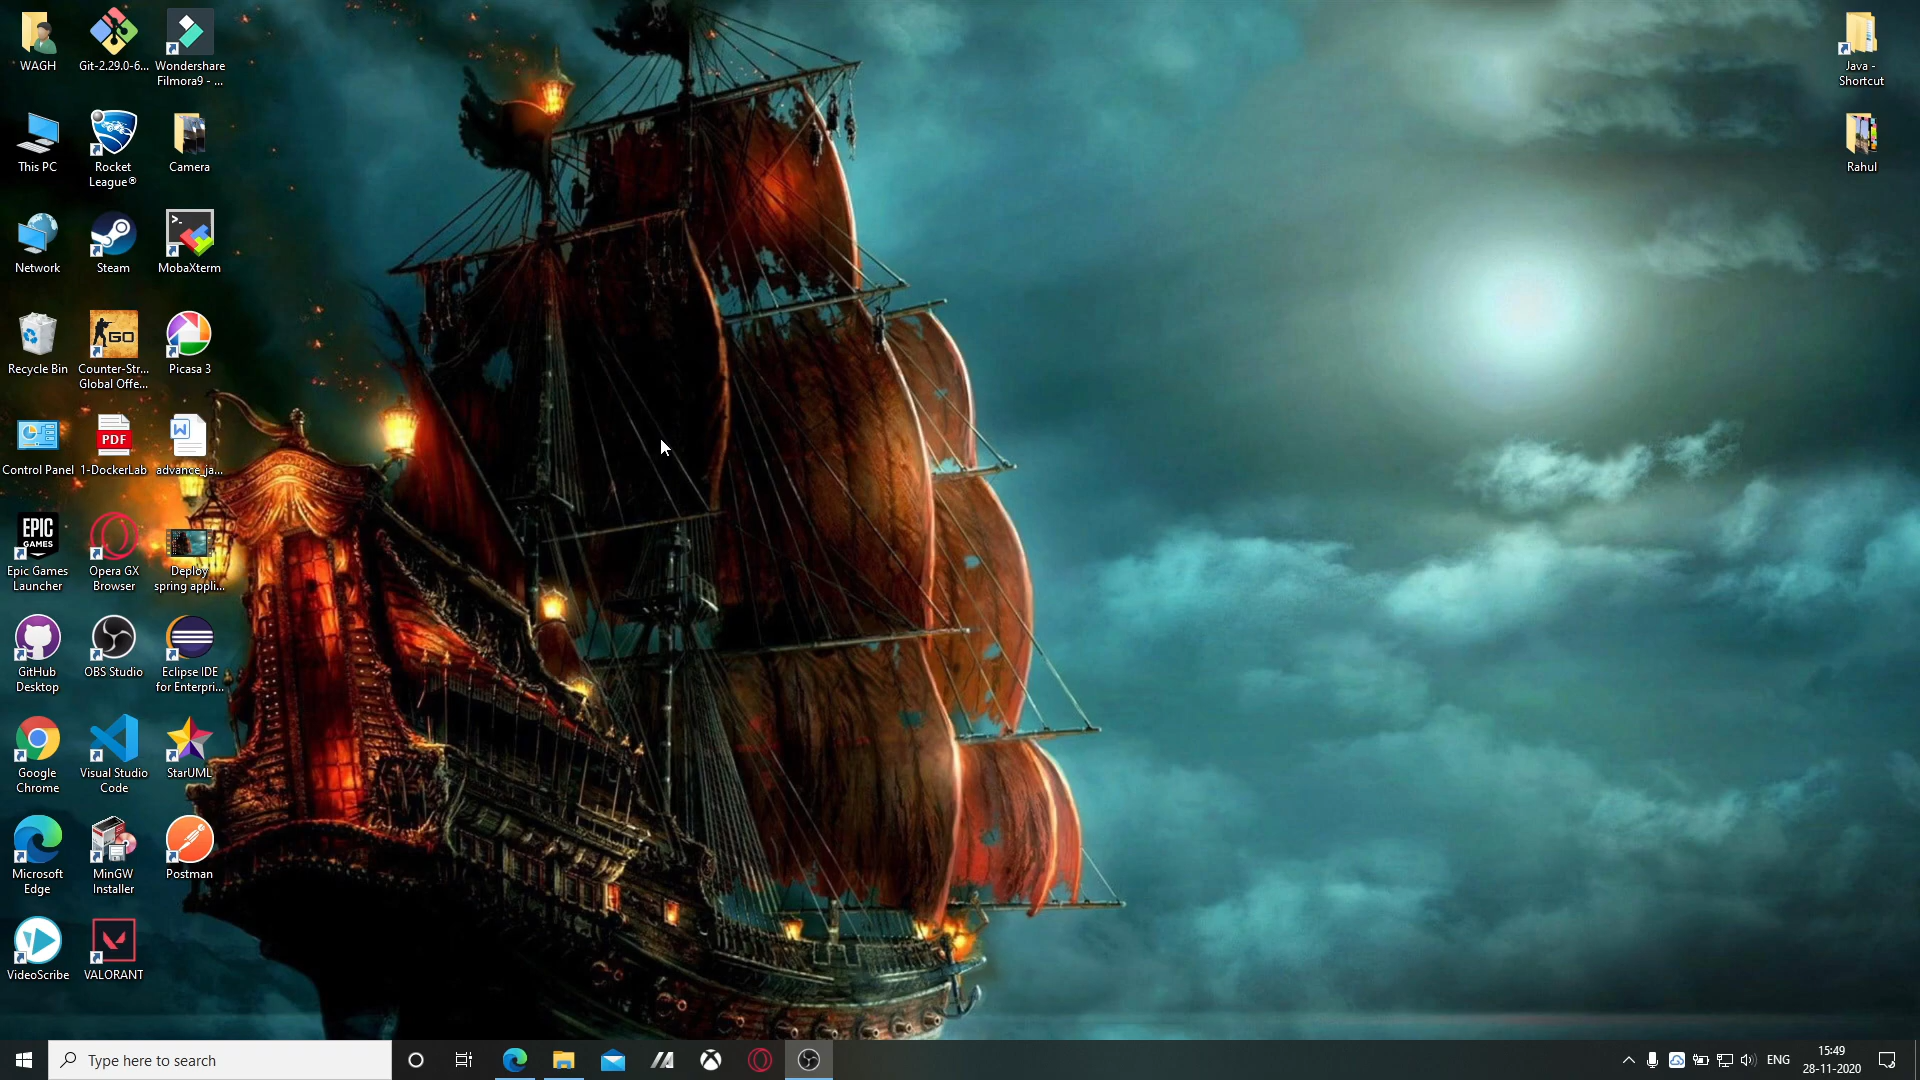 WAGH
Git-2.29.0-6...
Wondershare
Filmora9 - ...
Java -
Shortcut
This PC
Rocket
League®
Camera
Rahul
Network
Steam
>_
MobaXterm
Recycle Bin
GO
Counter-Str...
Global Offe...
Picasa 3
Control Panel
PDF
1-DockerLab
W
advance_ja...
EPIC
GAMES
Epic Games
Launcher
Opera GX
Browser
Deploy
spring appli...
GitHub
Desktop
OBS Studio
Eclipse IDE
for Enterpri...
Google
Chrome
Visual Studio
Code
StarUML
Microsoft
Edge
MinGW
Installer
Postman
VideoScribe
VALORANT
Type here to search
ENG
15:49
28-11-2020